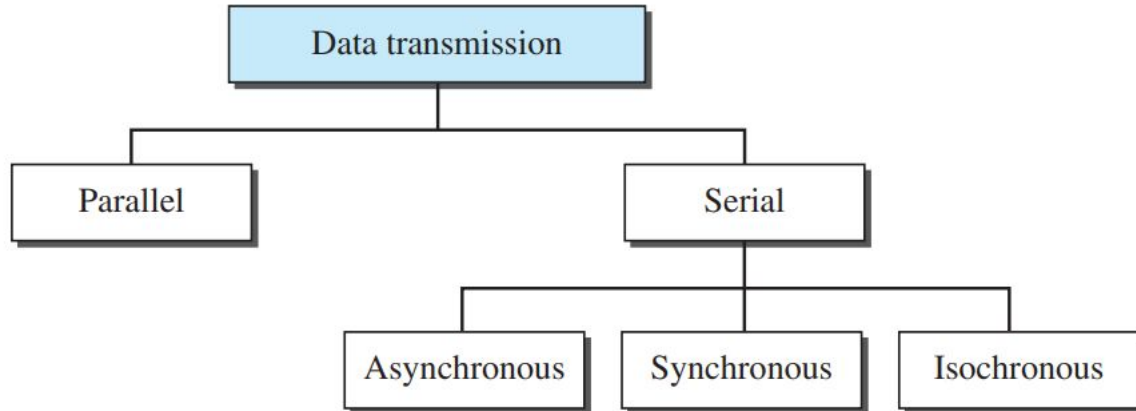 Data transmission
Parallel
Serial
Asynchronous
Synchronous
Isochronous